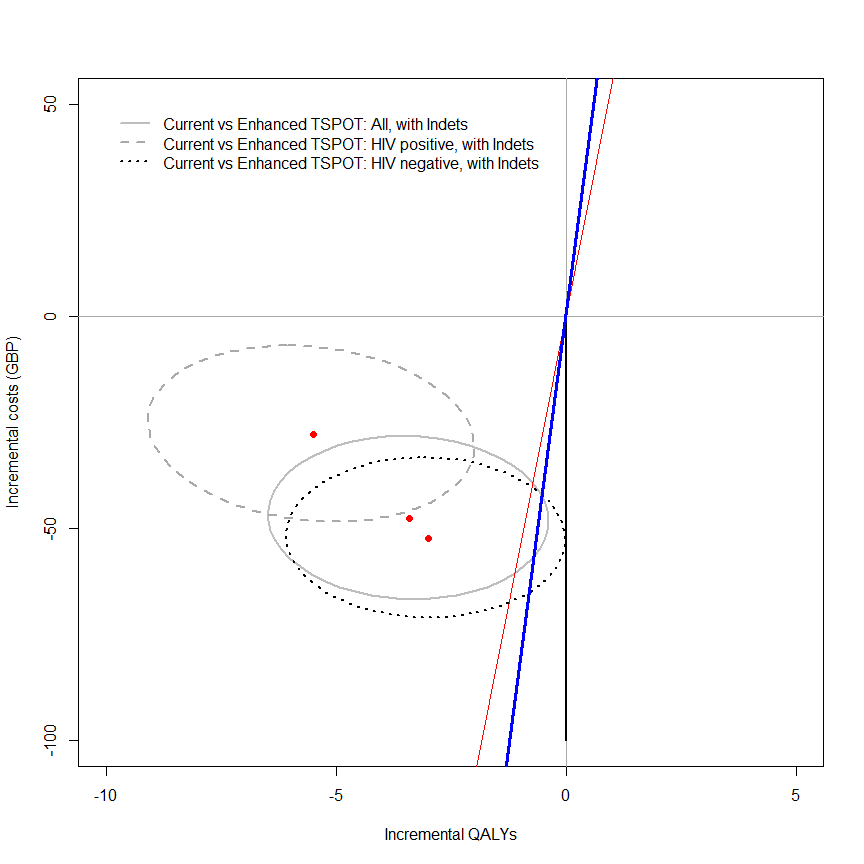 50
0
-50
-100
Incremental costs (GBP)
Current vs Enhanced TSPOT: All, with Indets
Current vs Enhanced TSPOT: HIV positive, with Indets
Current vs Enhanced TSPOT: HIV negative, with Indets
-10
-5
0
5
Incremental QALYs